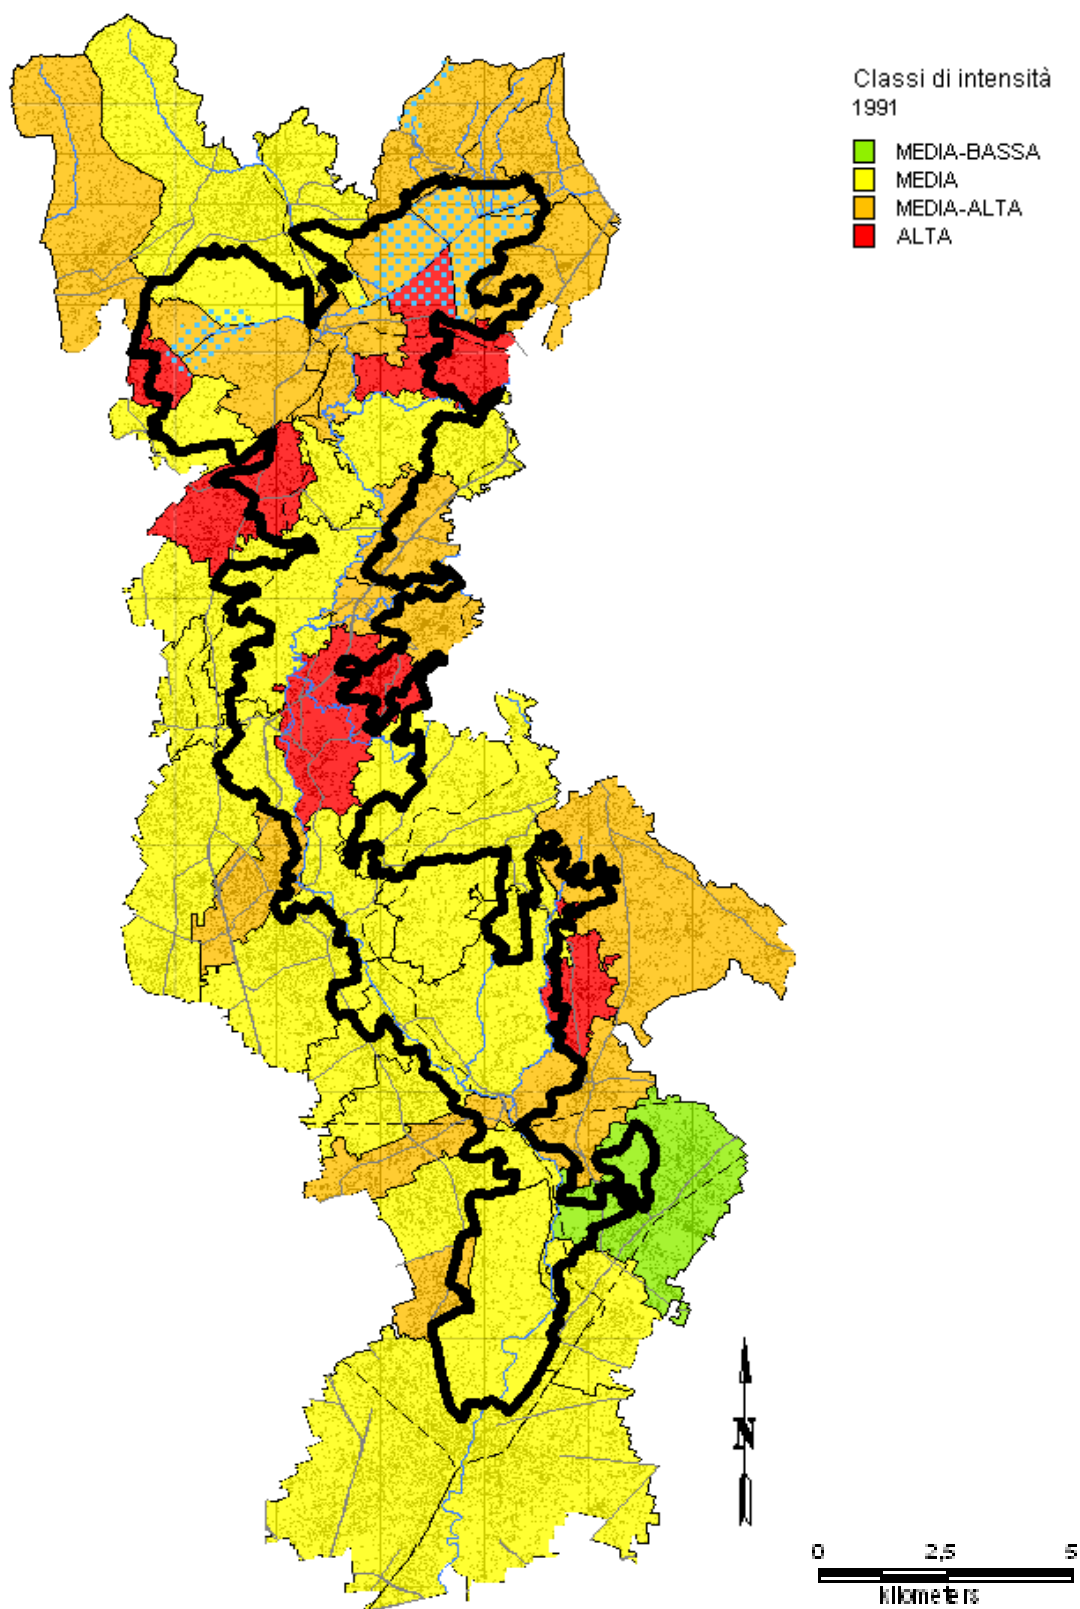 Classi di intensità
1991
MEDIA-BASSA
MEDIA
MEDIA-ALTA
ALTA
N
0 2,5 5
kilometers